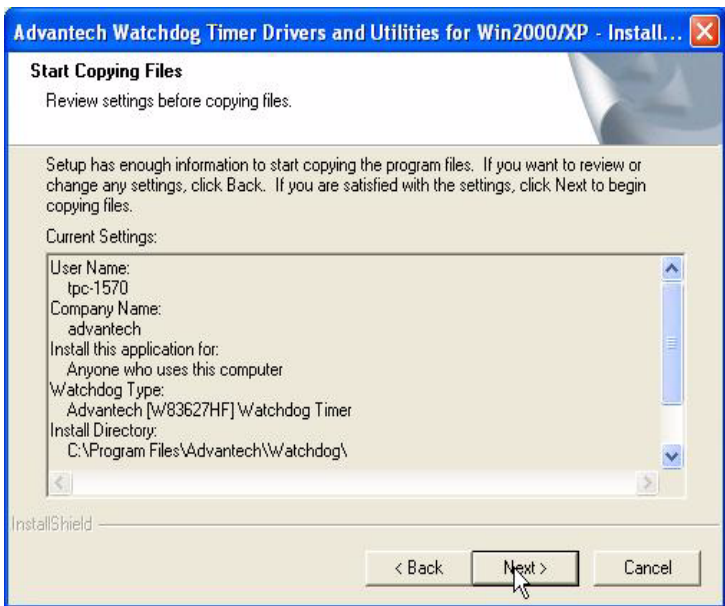 Advantech Watchdog Timer Drivers and Utilities for Win2000/XP - Install...
Start Copying Files
Review settings before copying files.
Setup has enough information to start copying the program files.  If you want to review or
change any settings, click Back.  If you are satisfied with the settings, click Next to begin
copying files.
Current Settings:
User Name:
tpc-1570
Company Name:
advantech
Install this application for:
Anyone who uses this computer
Watchdog Type:
Advantech [W83627HF] Watchdog Timer
Install Directory:
C:\Program Files\Advantech\Watchdog\
InstallShield
< Back
Next >
Cancel